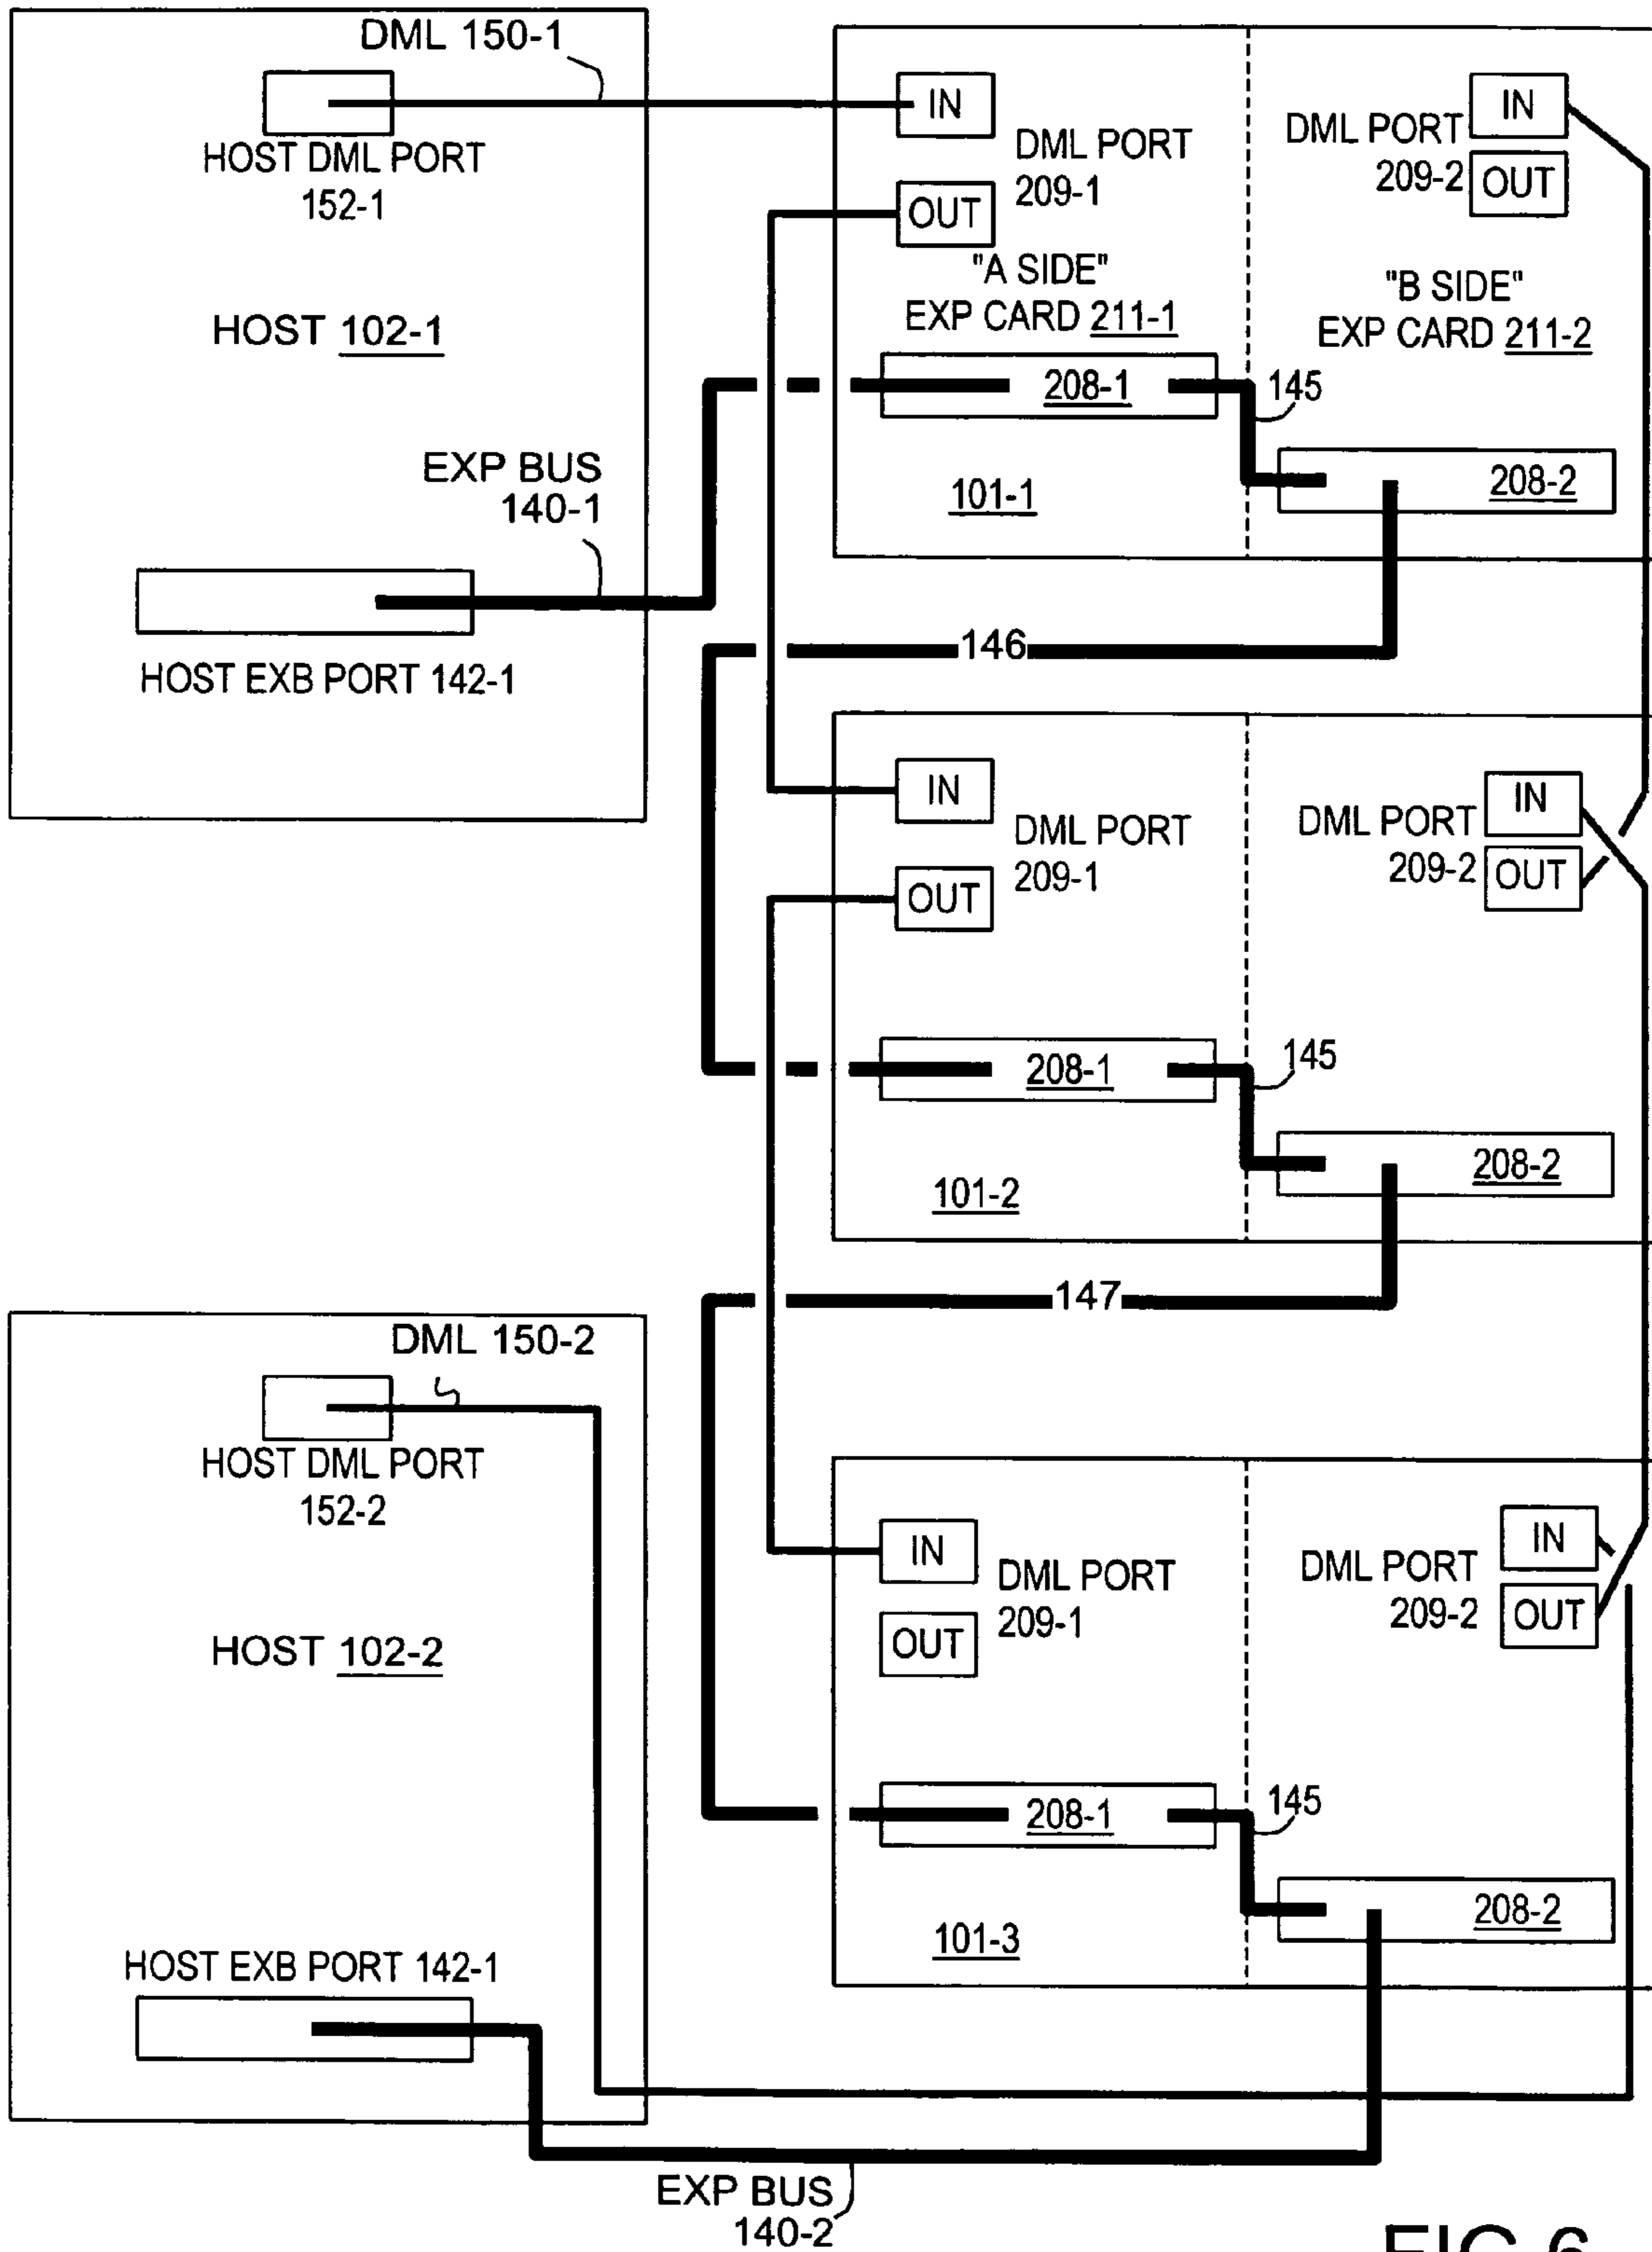 DML 150-1
HOST DML PORT
152-1
HOST 102-1
EXP BUS
140-1
HOST EXB PORT 142-1
IN
DML PORT
209-1
OUT
"A SIDE"
EXP CARD 211-1
208-1
101-1
IN
DML PORT
209-2
OUT
"B SIDE"
EXP CARD 211-2
145
208-2
146
IN
DML PORT
209-1
OUT
208-1
101-2
IN
DML PORT
209-2
OUT
145
208-2
147
DML 150-2
HOST DML PORT
152-2
HOST 102-2
HOST EXB PORT 142-1
IN
DML PORT
209-1
OUT
208-1
101-3
IN
DML PORT
209-2
OUT
145
208-2
EXP BUS
140-2
FIG.6